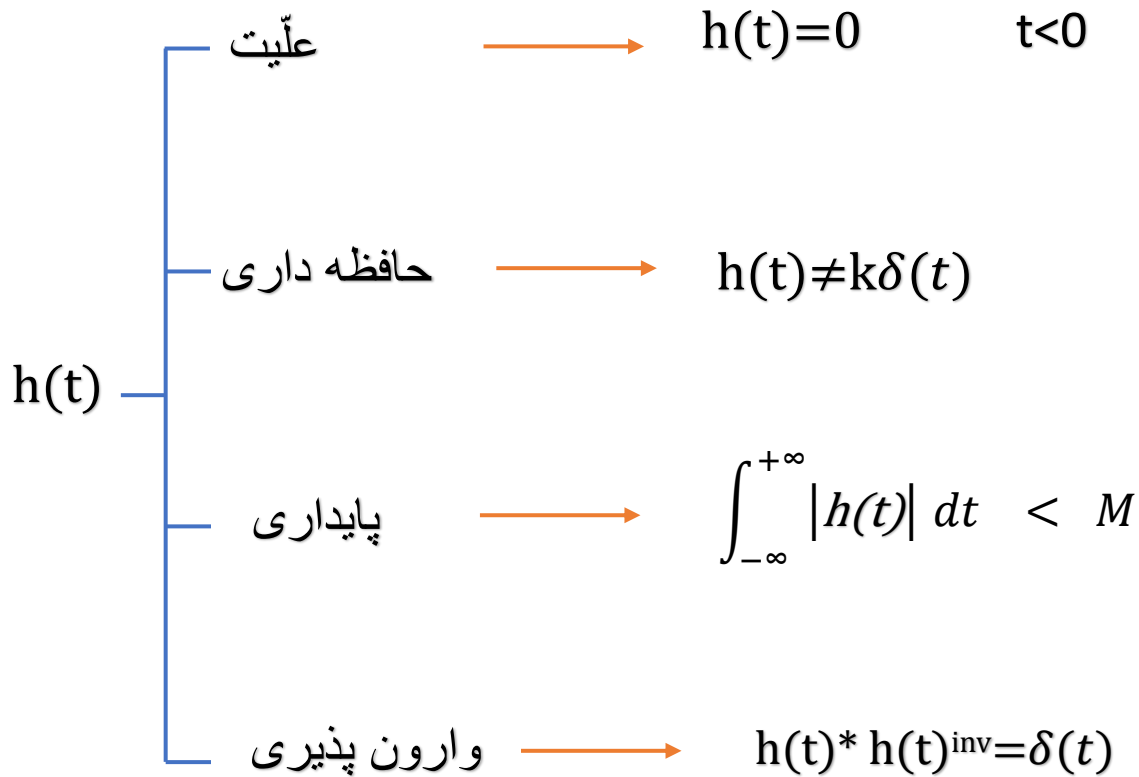 علّیت h(t)=0 t<0
حافظه داری h(t)≠kδ(t)
h(t)
پایداری ∫_{−∞}^{+∞} |h(t)| dt < M
وارون پذیری h(t)* h(t)^{inv}=δ(t)